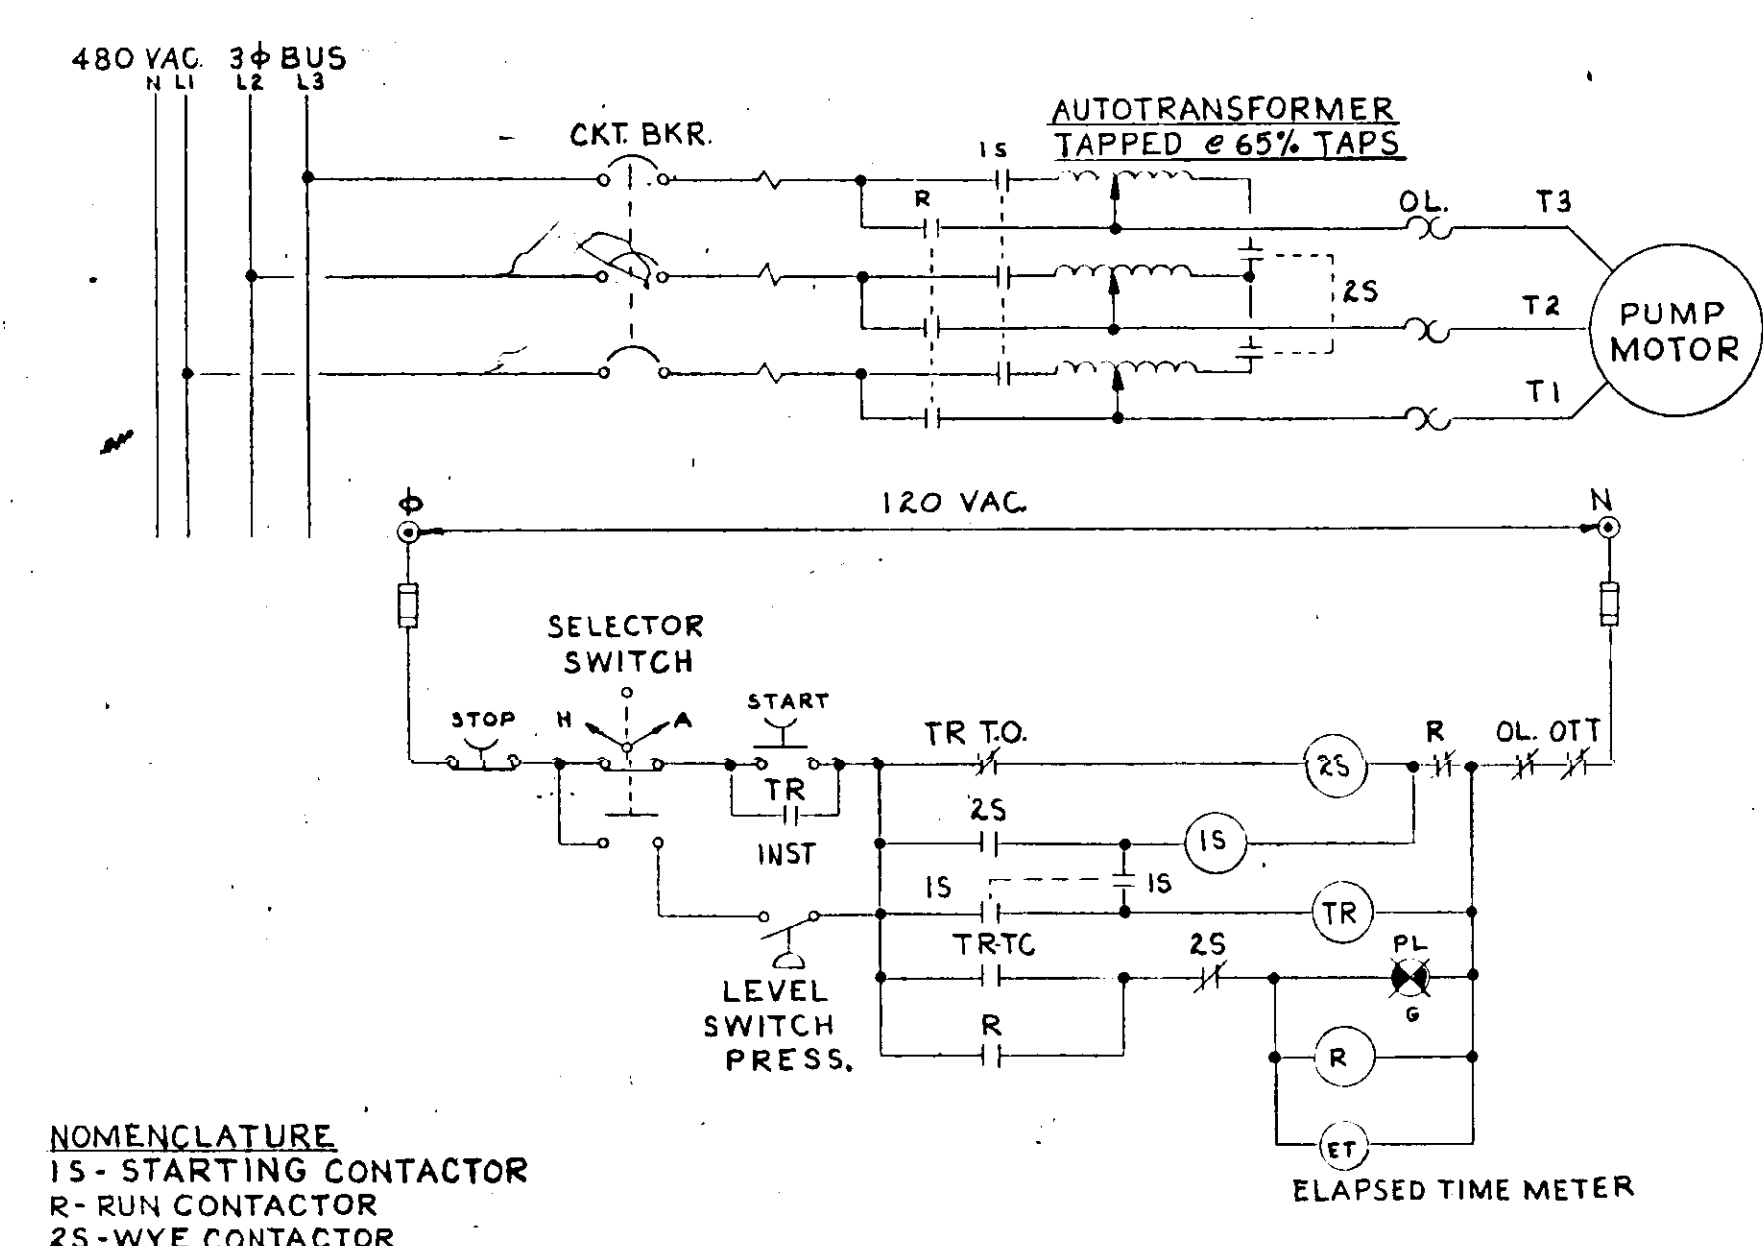 480 VAC. 3ϕ BUS
N L1 L2 L3
CKT. BKR.
AUTOTRANSFORMER
TAPPED @ 65% TAPS
1S
R
OL.
T3
2S
T2
PUMP
MOTOR
T1
ϕ
120 VAC.
N
SELECTOR
SWITCH
STOP
H
A
START
TR T.O.
2S
R
OL. OTT
TR
INST
2S
1S
1S
1S
TR
LEVEL
SWITCH
PRESS.
TR-TC
2S
PL
G
R
R
ET
ELAPSED TIME METER
NOMENCLATURE
1S - STARTING CONTACTOR
R - RUN CONTACTOR
2S - WYE CONTACTOR